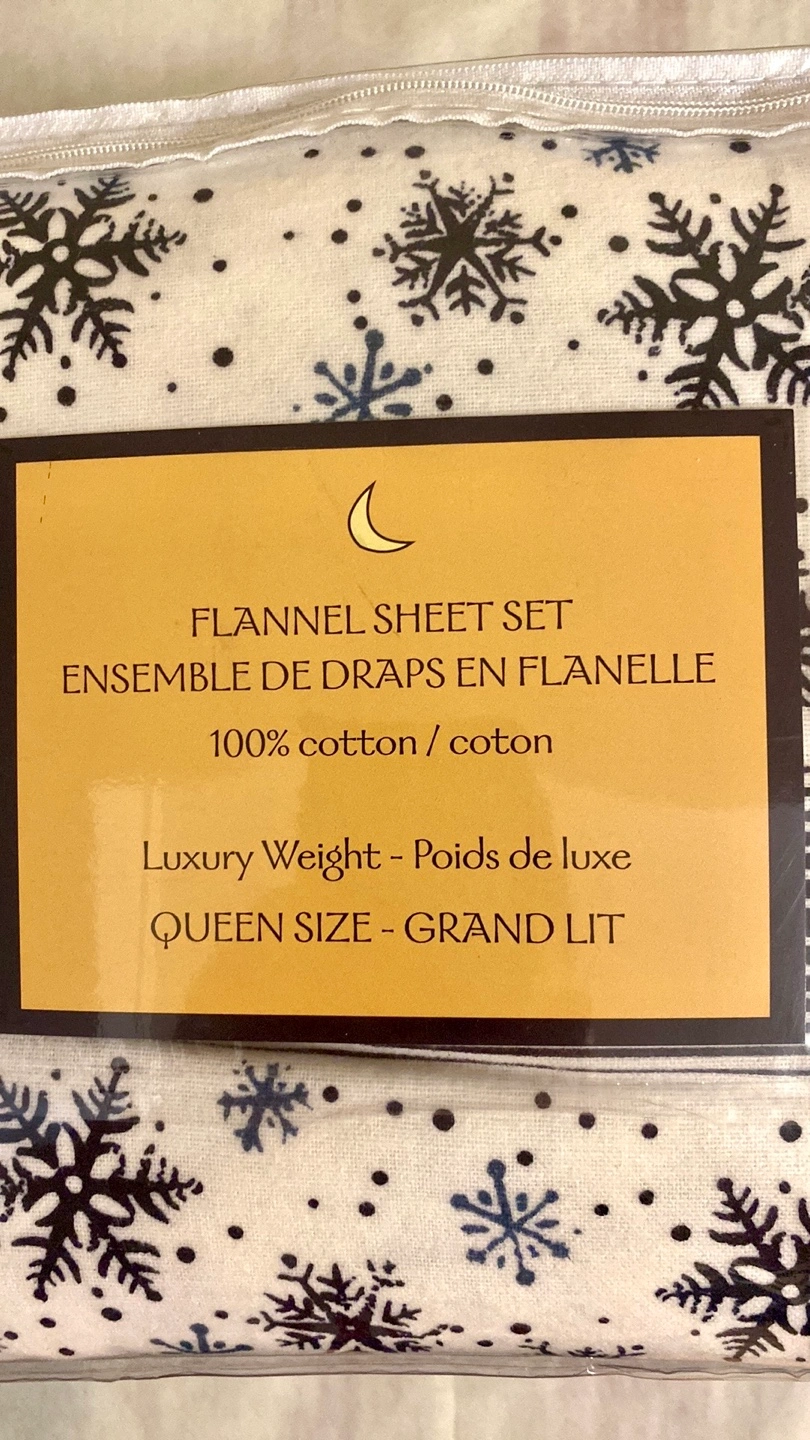 FLANNEL SHEET SET
ENSEMBLE DE DRAPS EN FLANELLE
100% cotton / coton
Luxury Weight - Poids de luxe
QUEEN SIZE - GRAND LIT